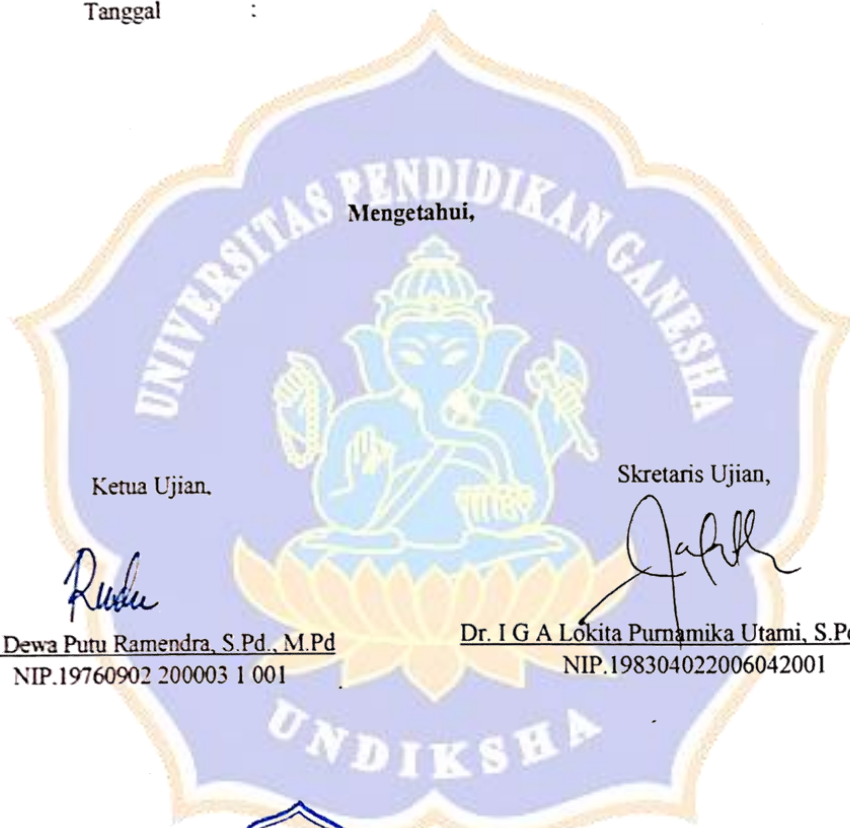 Tanggal :
UNIVERSITAS PENDIDIKAN GANESHA
Mengetahui,
Ketua Ujian,
Skretaris Ujian,
Dewa Putu Ramendra, S.Pd., M.Pd
NIP.19760902 200003 1 001
Dr. I G A Lokita Purnamika Utami, S.Pd
NIP.198304022006042001
UNDIKSHA